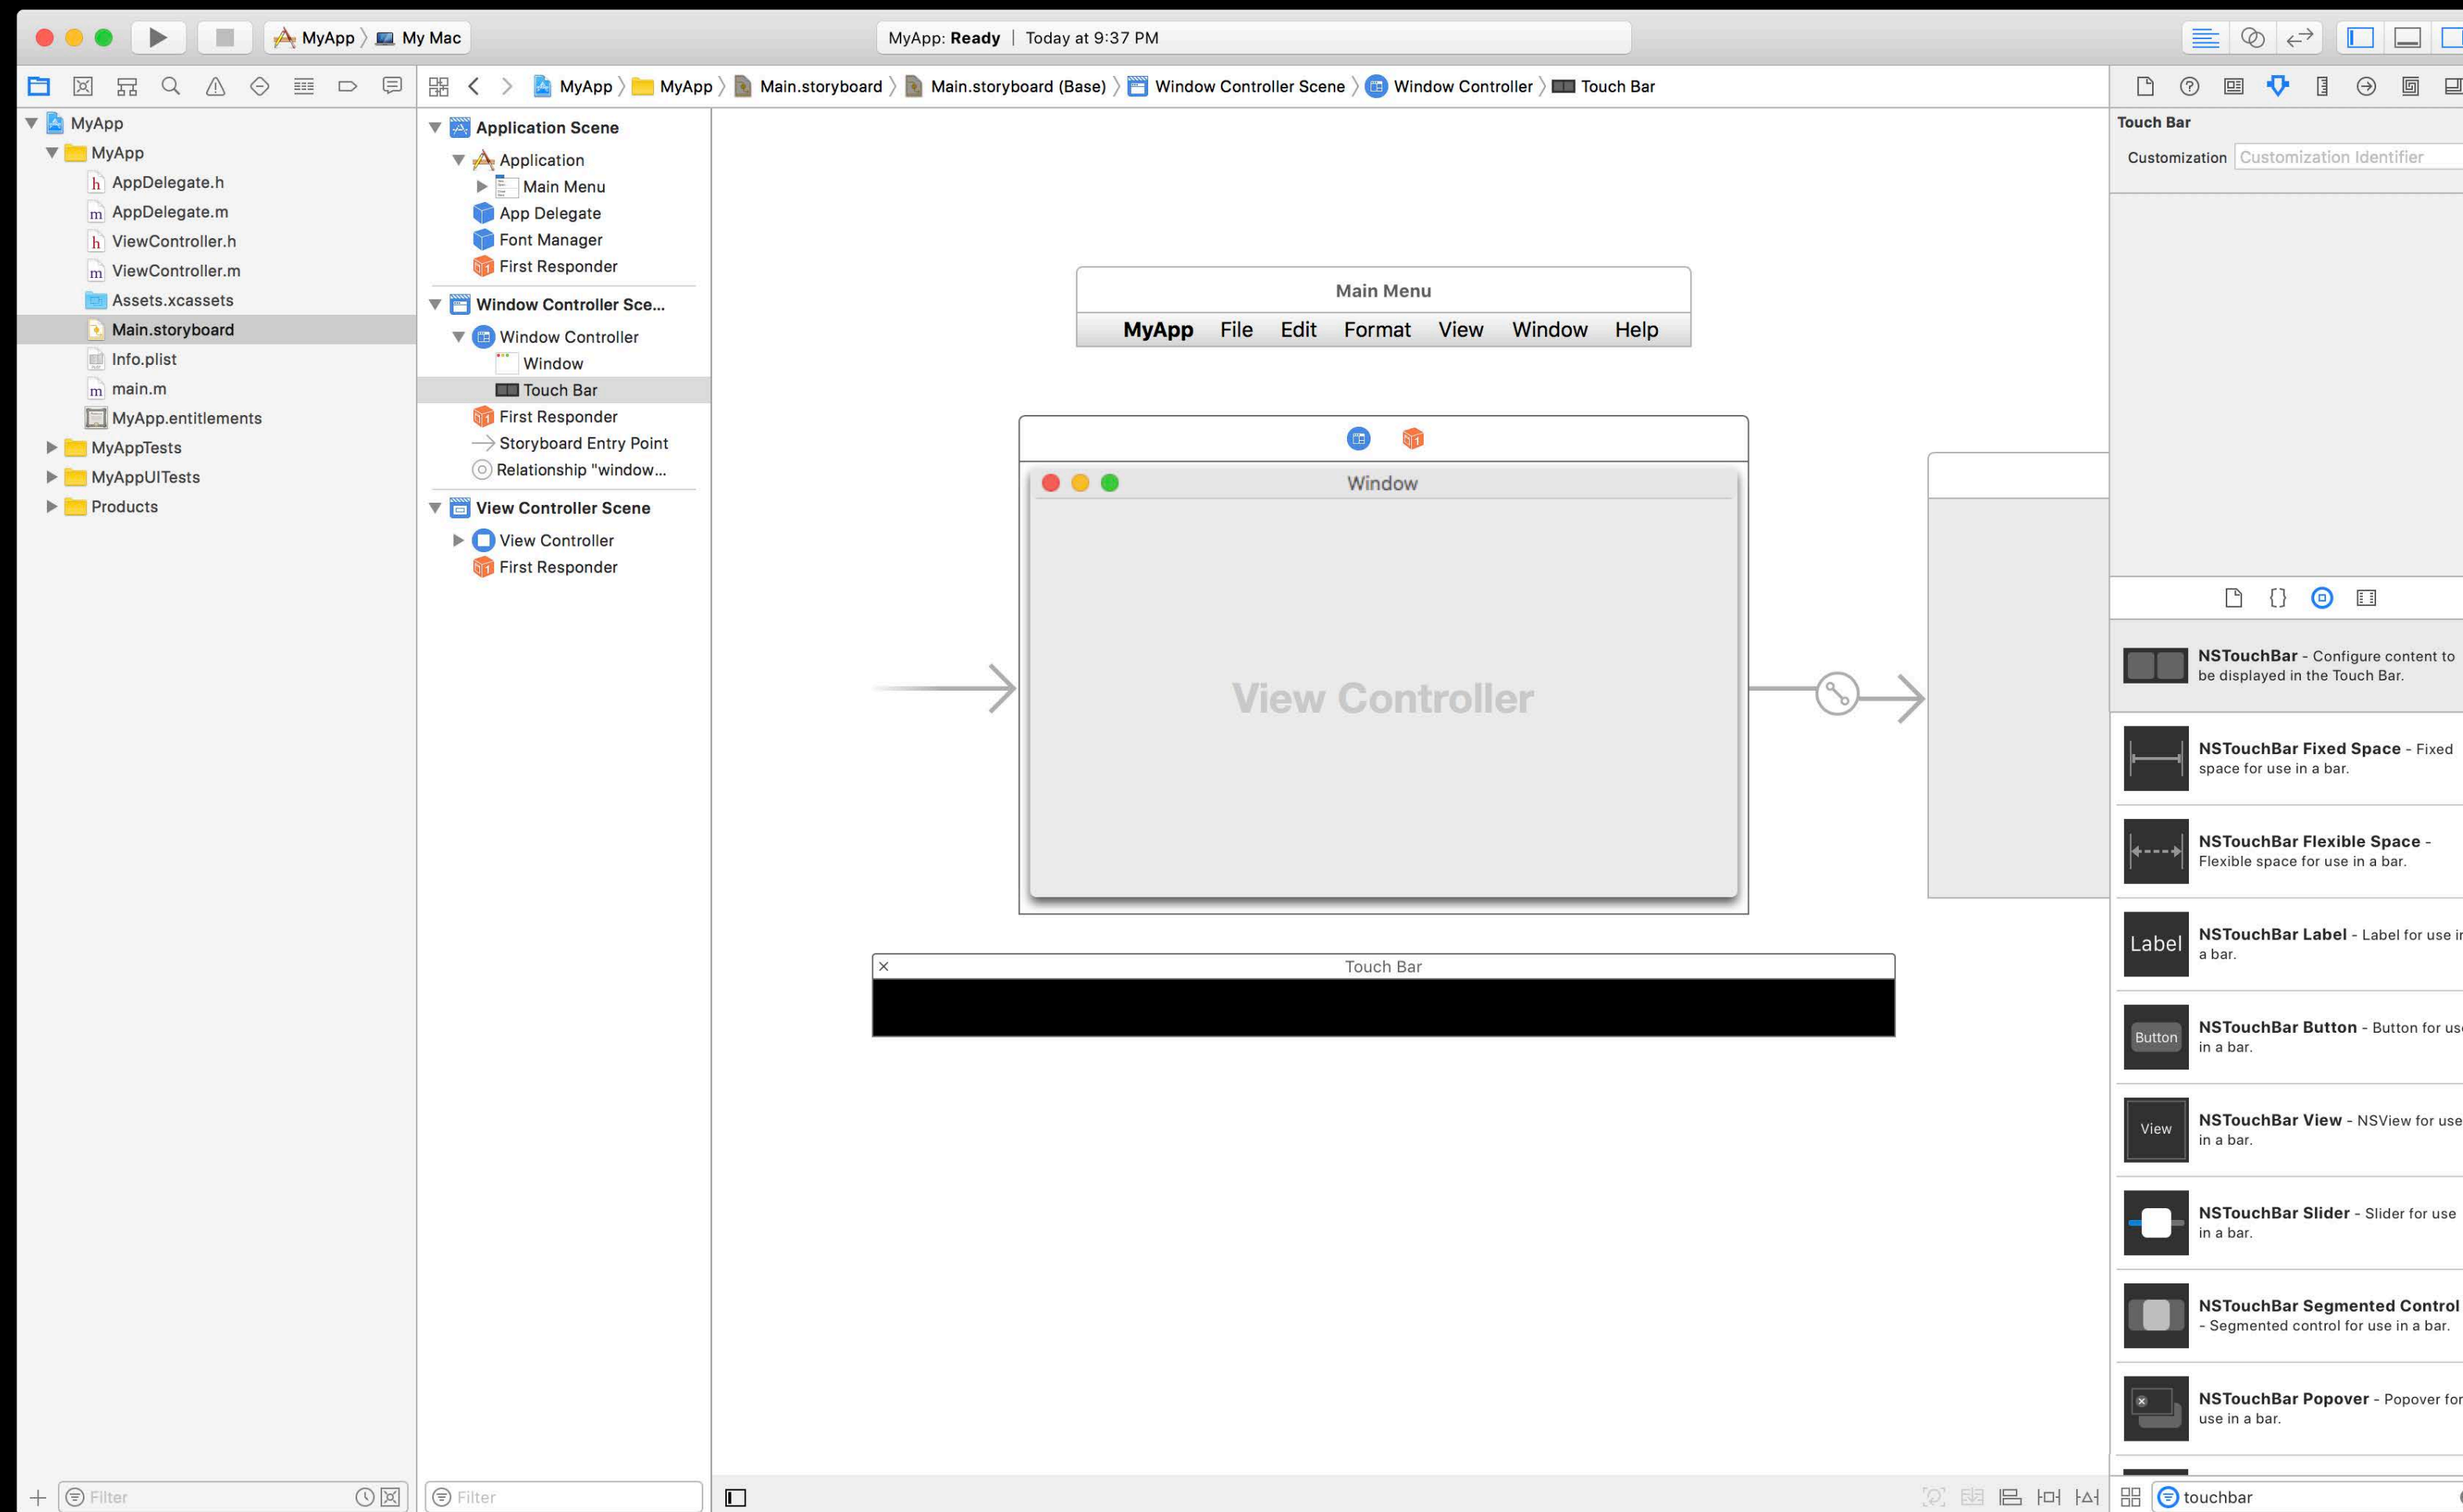 MyApp My Mac
MyApp: Ready | Today at 9:37 PM
MyApp MyApp Main.storyboard Main.storyboard (Base) Window Controller Scene Window Controller Touch Bar
MyApp
MyApp
h AppDelegate.h
m AppDelegate.m
h ViewController.h
m ViewController.m
Assets.xcassets
Main.storyboard
Info.plist
m main.m
MyApp.entitlements
MyAppTests
MyAppUITests
Products
Filter
Application Scene
Application
Main Menu
App Delegate
Font Manager
First Responder
Window Controller Sce...
Window Controller
Window
Touch Bar
First Responder
Storyboard Entry Point
Relationship "window...
View Controller Scene
View Controller
First Responder
Filter
Main Menu
MyApp File Edit Format View Window Help
Window
View Controller
Touch Bar
Touch Bar
Customization Customization Identifier
NSTouchBar - Configure content to
be displayed in the Touch Bar.
NSTouchBar Fixed Space - Fixed
space for use in a bar.
NSTouchBar Flexible Space -
Flexible space for use in a bar.
Label
NSTouchBar Label - Label for use in
a bar.
Button
NSTouchBar Button - Button for use
in a bar.
View
NSTouchBar View - NSView for use
in a bar.
NSTouchBar Slider - Slider for use
in a bar.
NSTouchBar Segmented Control
- Segmented control for use in a bar.
NSTouchBar Popover - Popover for
use in a bar.
touchbar